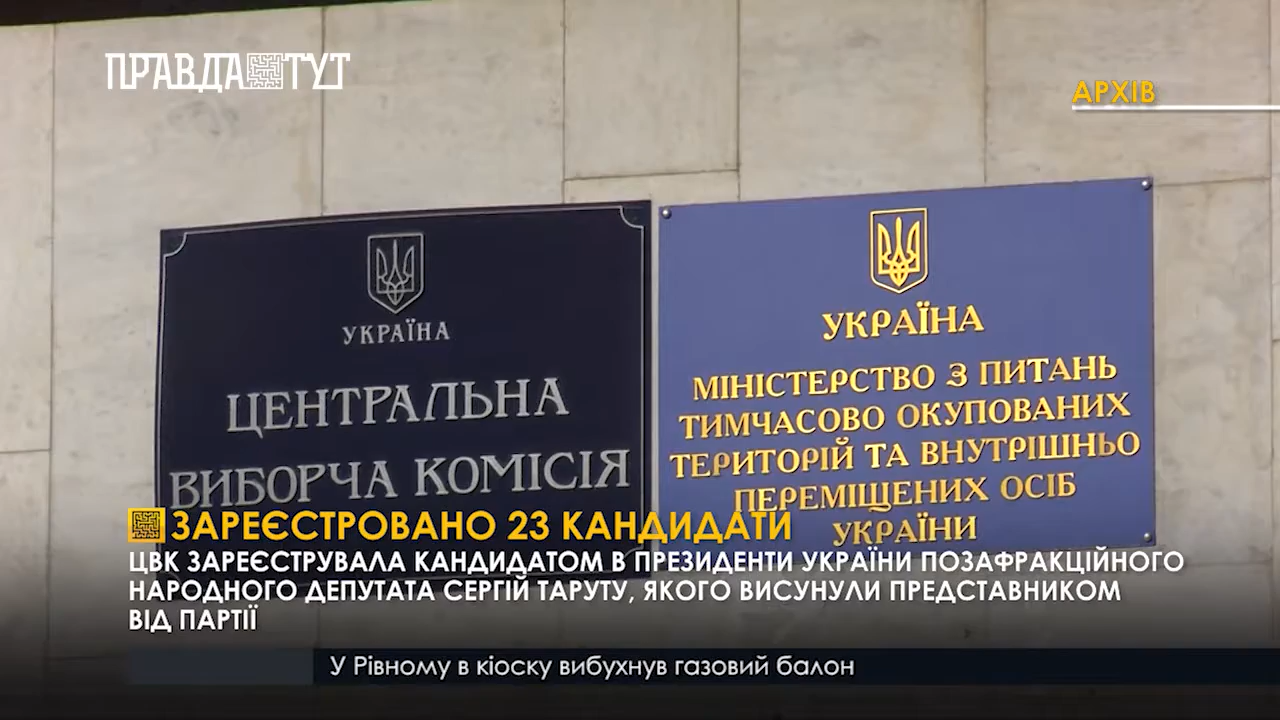 ПРАВДА ТУТ
АРХІВ
УКРАЇНА
ЦЕНТРАЛЬНА
ВИБОРЧА КОМІСІЯ
УКРАЇНА
МІНІСТЕРСТВО З ПИТАНЬ
ТИМЧАСОВО ОКУПОВАНИХ
ТЕРИТОРІЙ ТА ВНУТРІШНЬО
ПЕРЕМІЩЕНИХ ОСІБ
УКРАЇНИ
ЗАРЕЄСТРОВАНО 23 КАНДИДАТИ
ЦВК ЗАРЕЄСТРУВАЛА КАНДИДАТОМ В ПРЕЗИДЕНТИ УКРАЇНИ ПОЗАФРАКЦІЙНОГО
НАРОДНОГО ДЕПУТАТА СЕРГІЙ ТАРУТУ, ЯКОГО ВИСУНУЛИ ПРЕДСТАВНИКОМ
ВІД ПАРТІЇ
У Рівному в кіоску вибухнув газовий балон